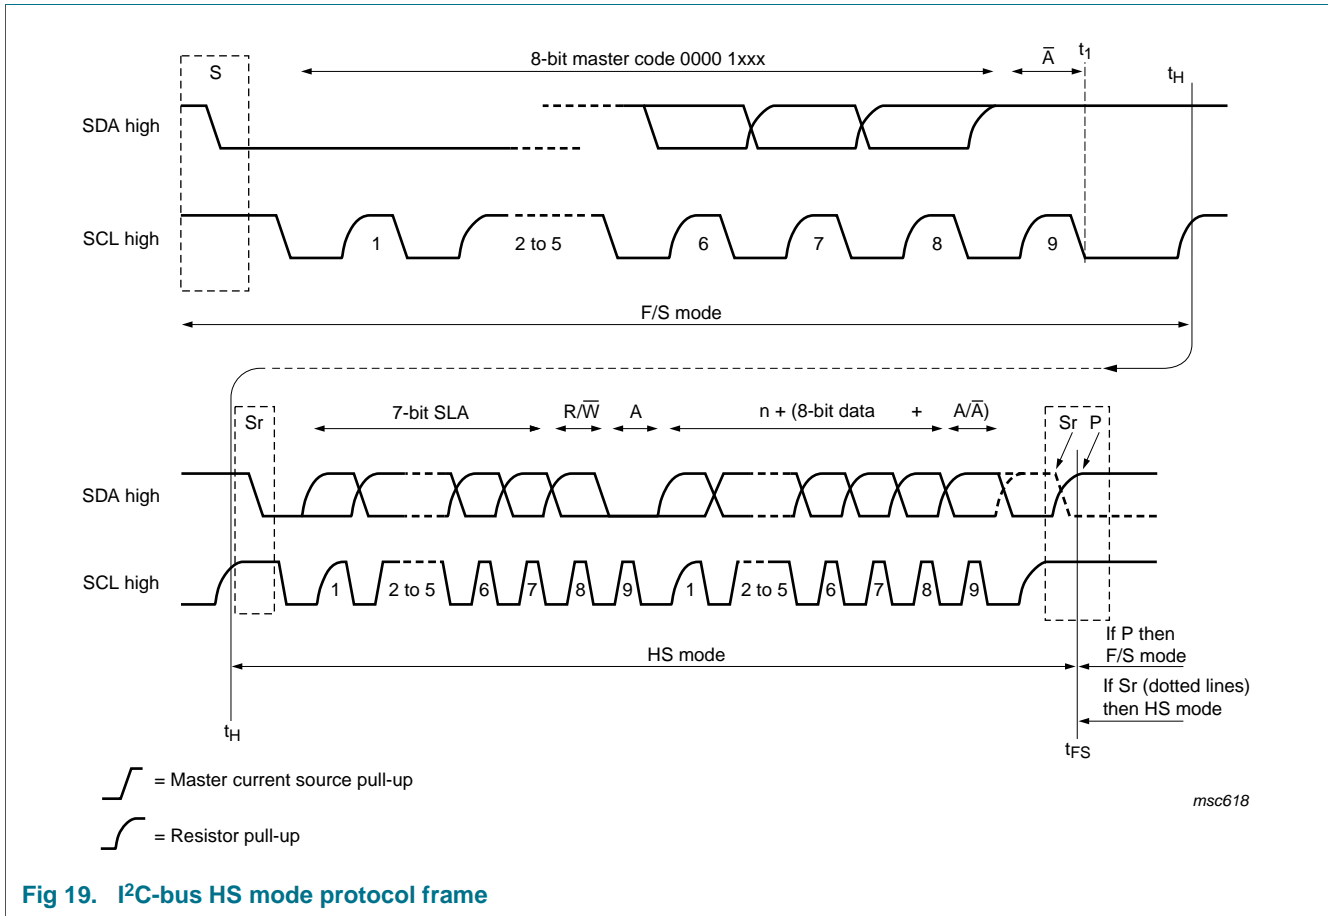 S
8-bit master code 0000 1xxx
A̅
t1
tH
SDA high
SCL high
1
2 to 5
6
7
8
9
F/S mode
Sr
7-bit SLA
R/W̅
A
n + (8-bit data + A/A̅)
Sr P
SDA high
SCL high
1
2 to 5
6
7
8
9
1
2 to 5
6
7
8
9
HS mode
If P then
F/S mode
If Sr (dotted lines)
then HS mode
tH
tFS
= Master current source pull-up
= Resistor pull-up
msc618
Fig 19. I²C-bus HS mode protocol frame